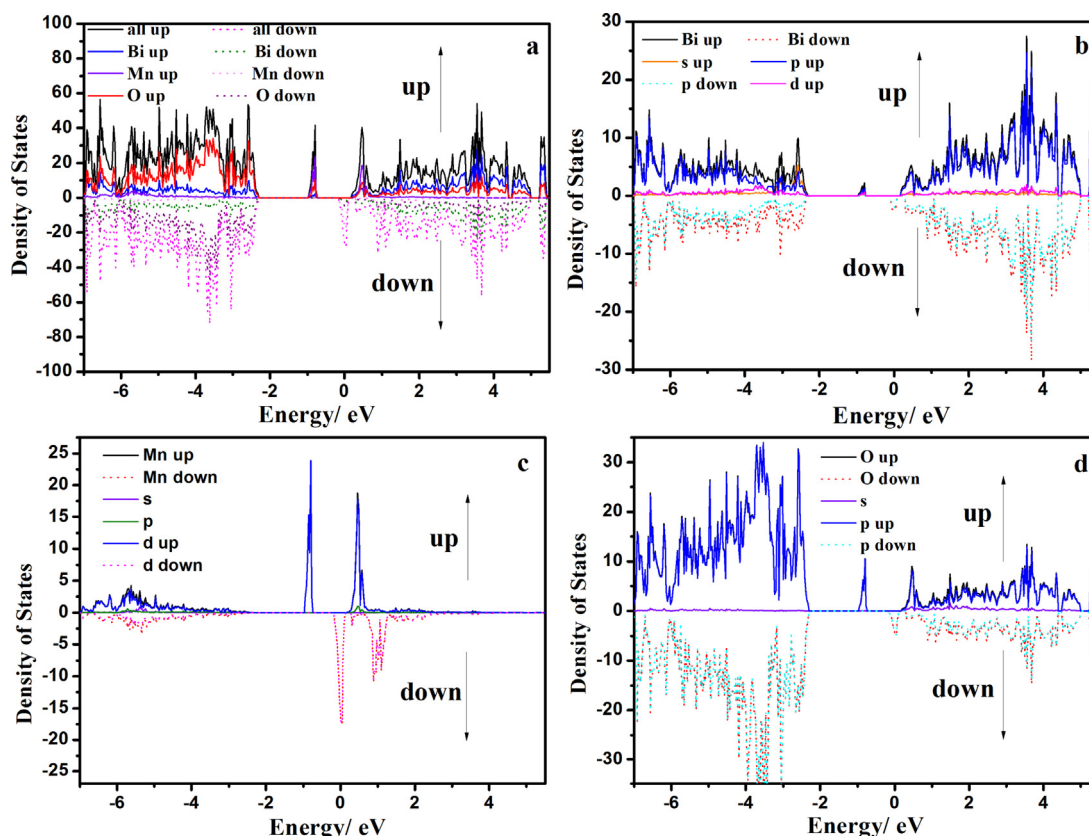 a
all up all down
Bi up Bi down
Mn up Mn down
O up O down
up
down
Density of States
100
80
60
40
20
0
-20
-40
-60
-80
-100
-6 -4 -2 0 2 4
Energy/ eV
b
Bi up Bi down
s up p up
p down d up
up
down
Density of States
30
20
10
0
-10
-20
-30
-6 -4 -2 0 2 4
Energy/ eV
c
Mn up
Mn down
s
p
d up
d down
up
down
Density of States
25
20
15
10
5
0
-5
-10
-15
-20
-25
-6 -4 -2 0 2 4
Energy/ eV
d
O up
O down
s
p up
p down
up
down
Density of States
30
20
10
0
-10
-20
-30
-6 -4 -2 0 2 4
Energy/ eV